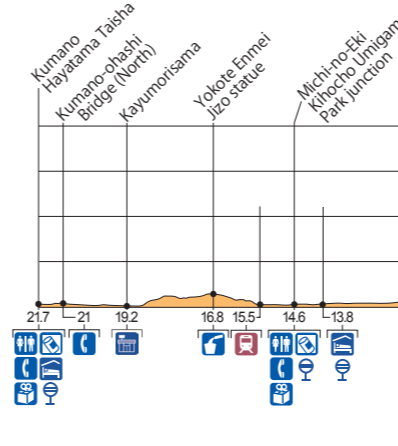 Kumano
Hayatama Taisha
Kumano-ohashi
Bridge (North)
Kayumorisama
Yokote Enmei
Jizo statue
Michi-no-Eki
Kihocho Umigam
Park junction
21.7
21
19.2
16.8
15.5
14.6
13.8